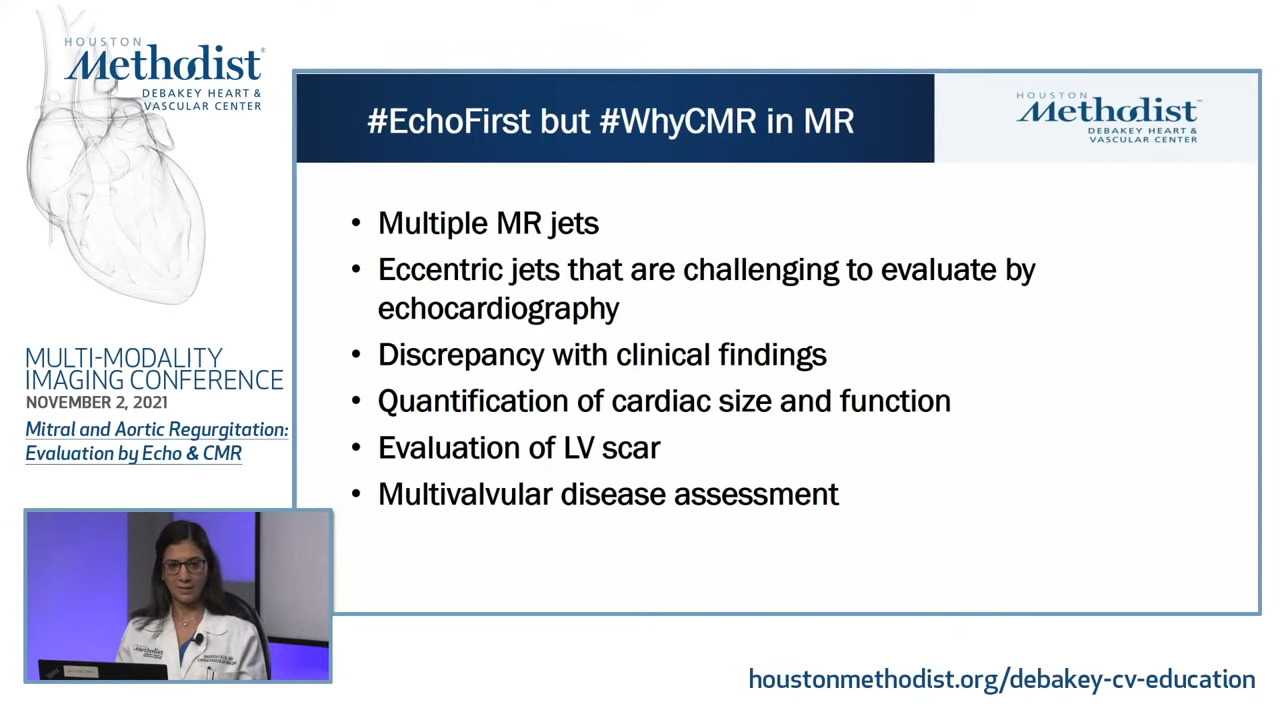 HOUSTON
Methodist®
DEBAKEY HEART &
VASCULAR CENTER
#EchoFirst but #WhyCMR in MR
HOUSTON
Methodist
DEBAKEY HEART &
VASCULAR CENTER
• Multiple MR jets
• Eccentric jets that are challenging to evaluate by
echocardiography
• Discrepancy with clinical findings
• Quantification of cardiac size and function
• Evaluation of LV scar
• Multivalvular disease assessment
MULTI-MODALITY
IMAGING CONFERENCE
NOVEMBER 2, 2021
Mitral and Aortic Regurgitation:
Evaluation by Echo & CMR
Methodist
houstonmethodist.org/debakey-cv-education